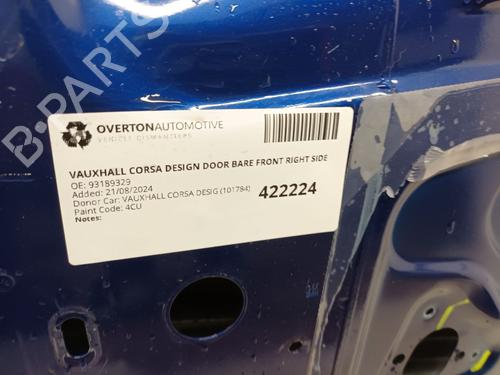 B-PARTS
OVERTONAUTOMOTIVE
VEHICLE DISMANTLERS
VAUXHALL CORSA DESIGN DOOR BARE FRONT RIGHT SIDE
OE: 93189329
Added: 21/08/2024
Donor Car: VAUXHALL CORSA DESIG (101784)
422224
Paint Code: 4CU
Notes: